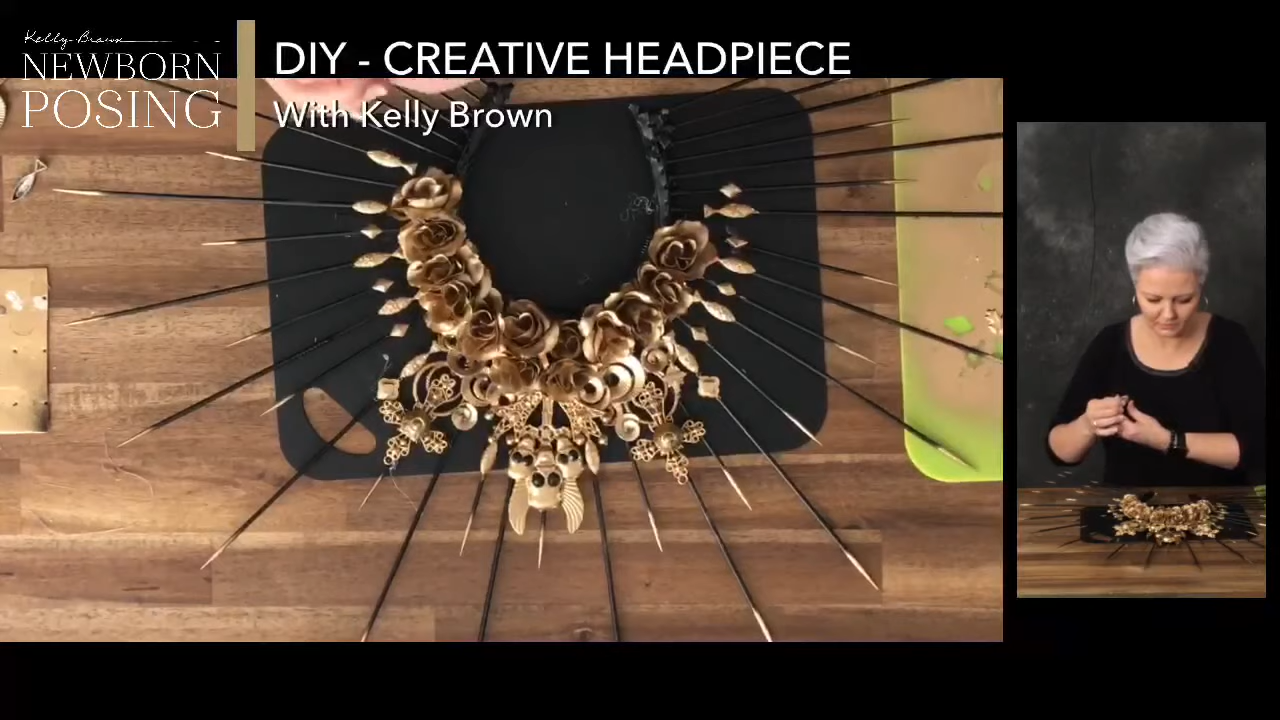 Kelly Brown
NEWBORN
POSING
DIY - CREATIVE HEADPIECE
With Kelly Brown